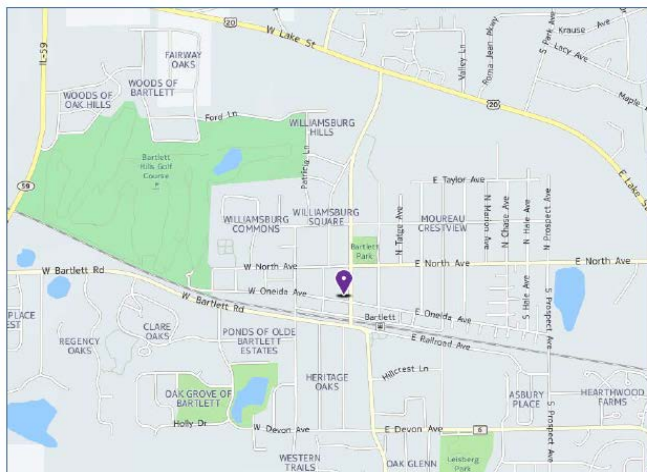 20
IL-59
W Lake St
FAIRWAY
OAKS
WOODS OF
BARTLETT
WOODS OF
OAK HILLS
Valley Ln
Roma Jean Pkwy
S Park Ave
Krause Ave
E Lacy Ave
Maple
20
Ford Ln
WILLIAMSBURG
HILLS
Bartlett
Hills Golf
Course
Patricia Ln
59
E Lake St
E Taylor Ave
WILLIAMSBURG
COMMONS
WILLIAMSBURG
SQUARE
N Tatge Ave
MOUREAU
CRESTVIEW
N Marion Ave
N Chase Ave
N Hale Ave
N Prospect Ave
Bartlett
Park
W Bartlett Rd
W North Ave
E North Ave
E North Ave
W Oneida Ave
W Bartlett Rd
Bartlett
E Oneida Ave
S Hale Ave
S Prospect Ave
PLACE
EST
REGENCY
OAKS
CLARE
OAKS
PONDS OF OLDE
BARTLETT
ESTATES
E Railroad Ave
HERITAGE
OAKS
Hillcrest Ln
OAK GROVE OF
BARTLETT
ASBURY
PLACE
HEARTHWOOD
FARMS
S Prospect Ave
Holly Dr
W Devon Ave
E Devon Ave
6
WESTERN
TRAILS
OAK GLENN
Leisberg
Park